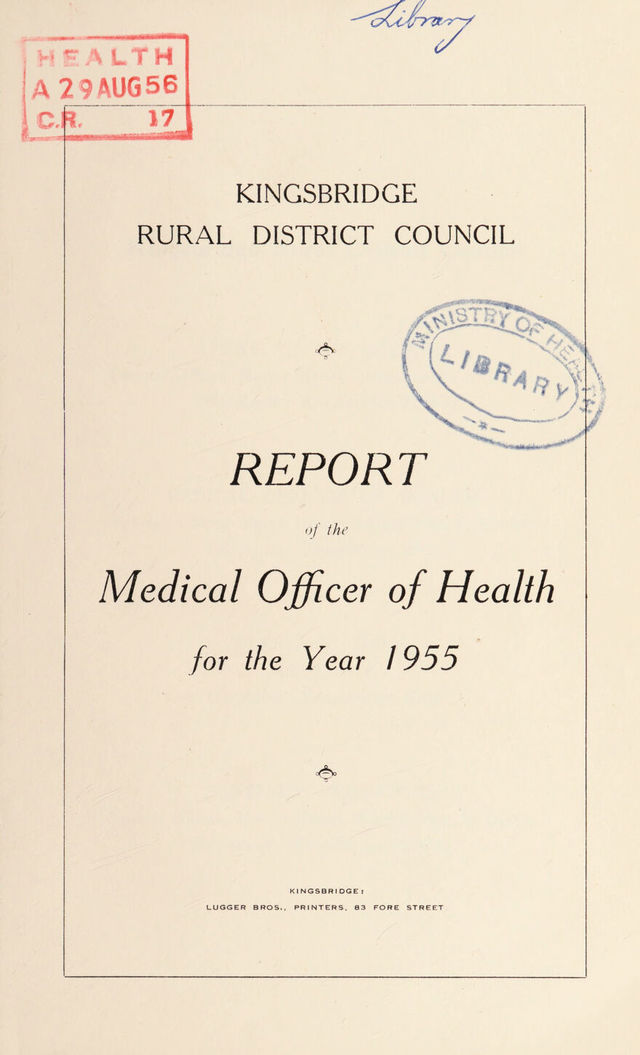 Library
HEALTH
A 29 AUG 56
C.R. 17
KINGSBRIDGE
RURAL DISTRICT COUNCIL
MINISTRY OF HEALTH
LIBRARY
REPORT
of the
Medical Officer of Health
for the Year 1955
KINGSBRIDGE:
LUGGER BROS., PRINTERS, 83 FORE STREET